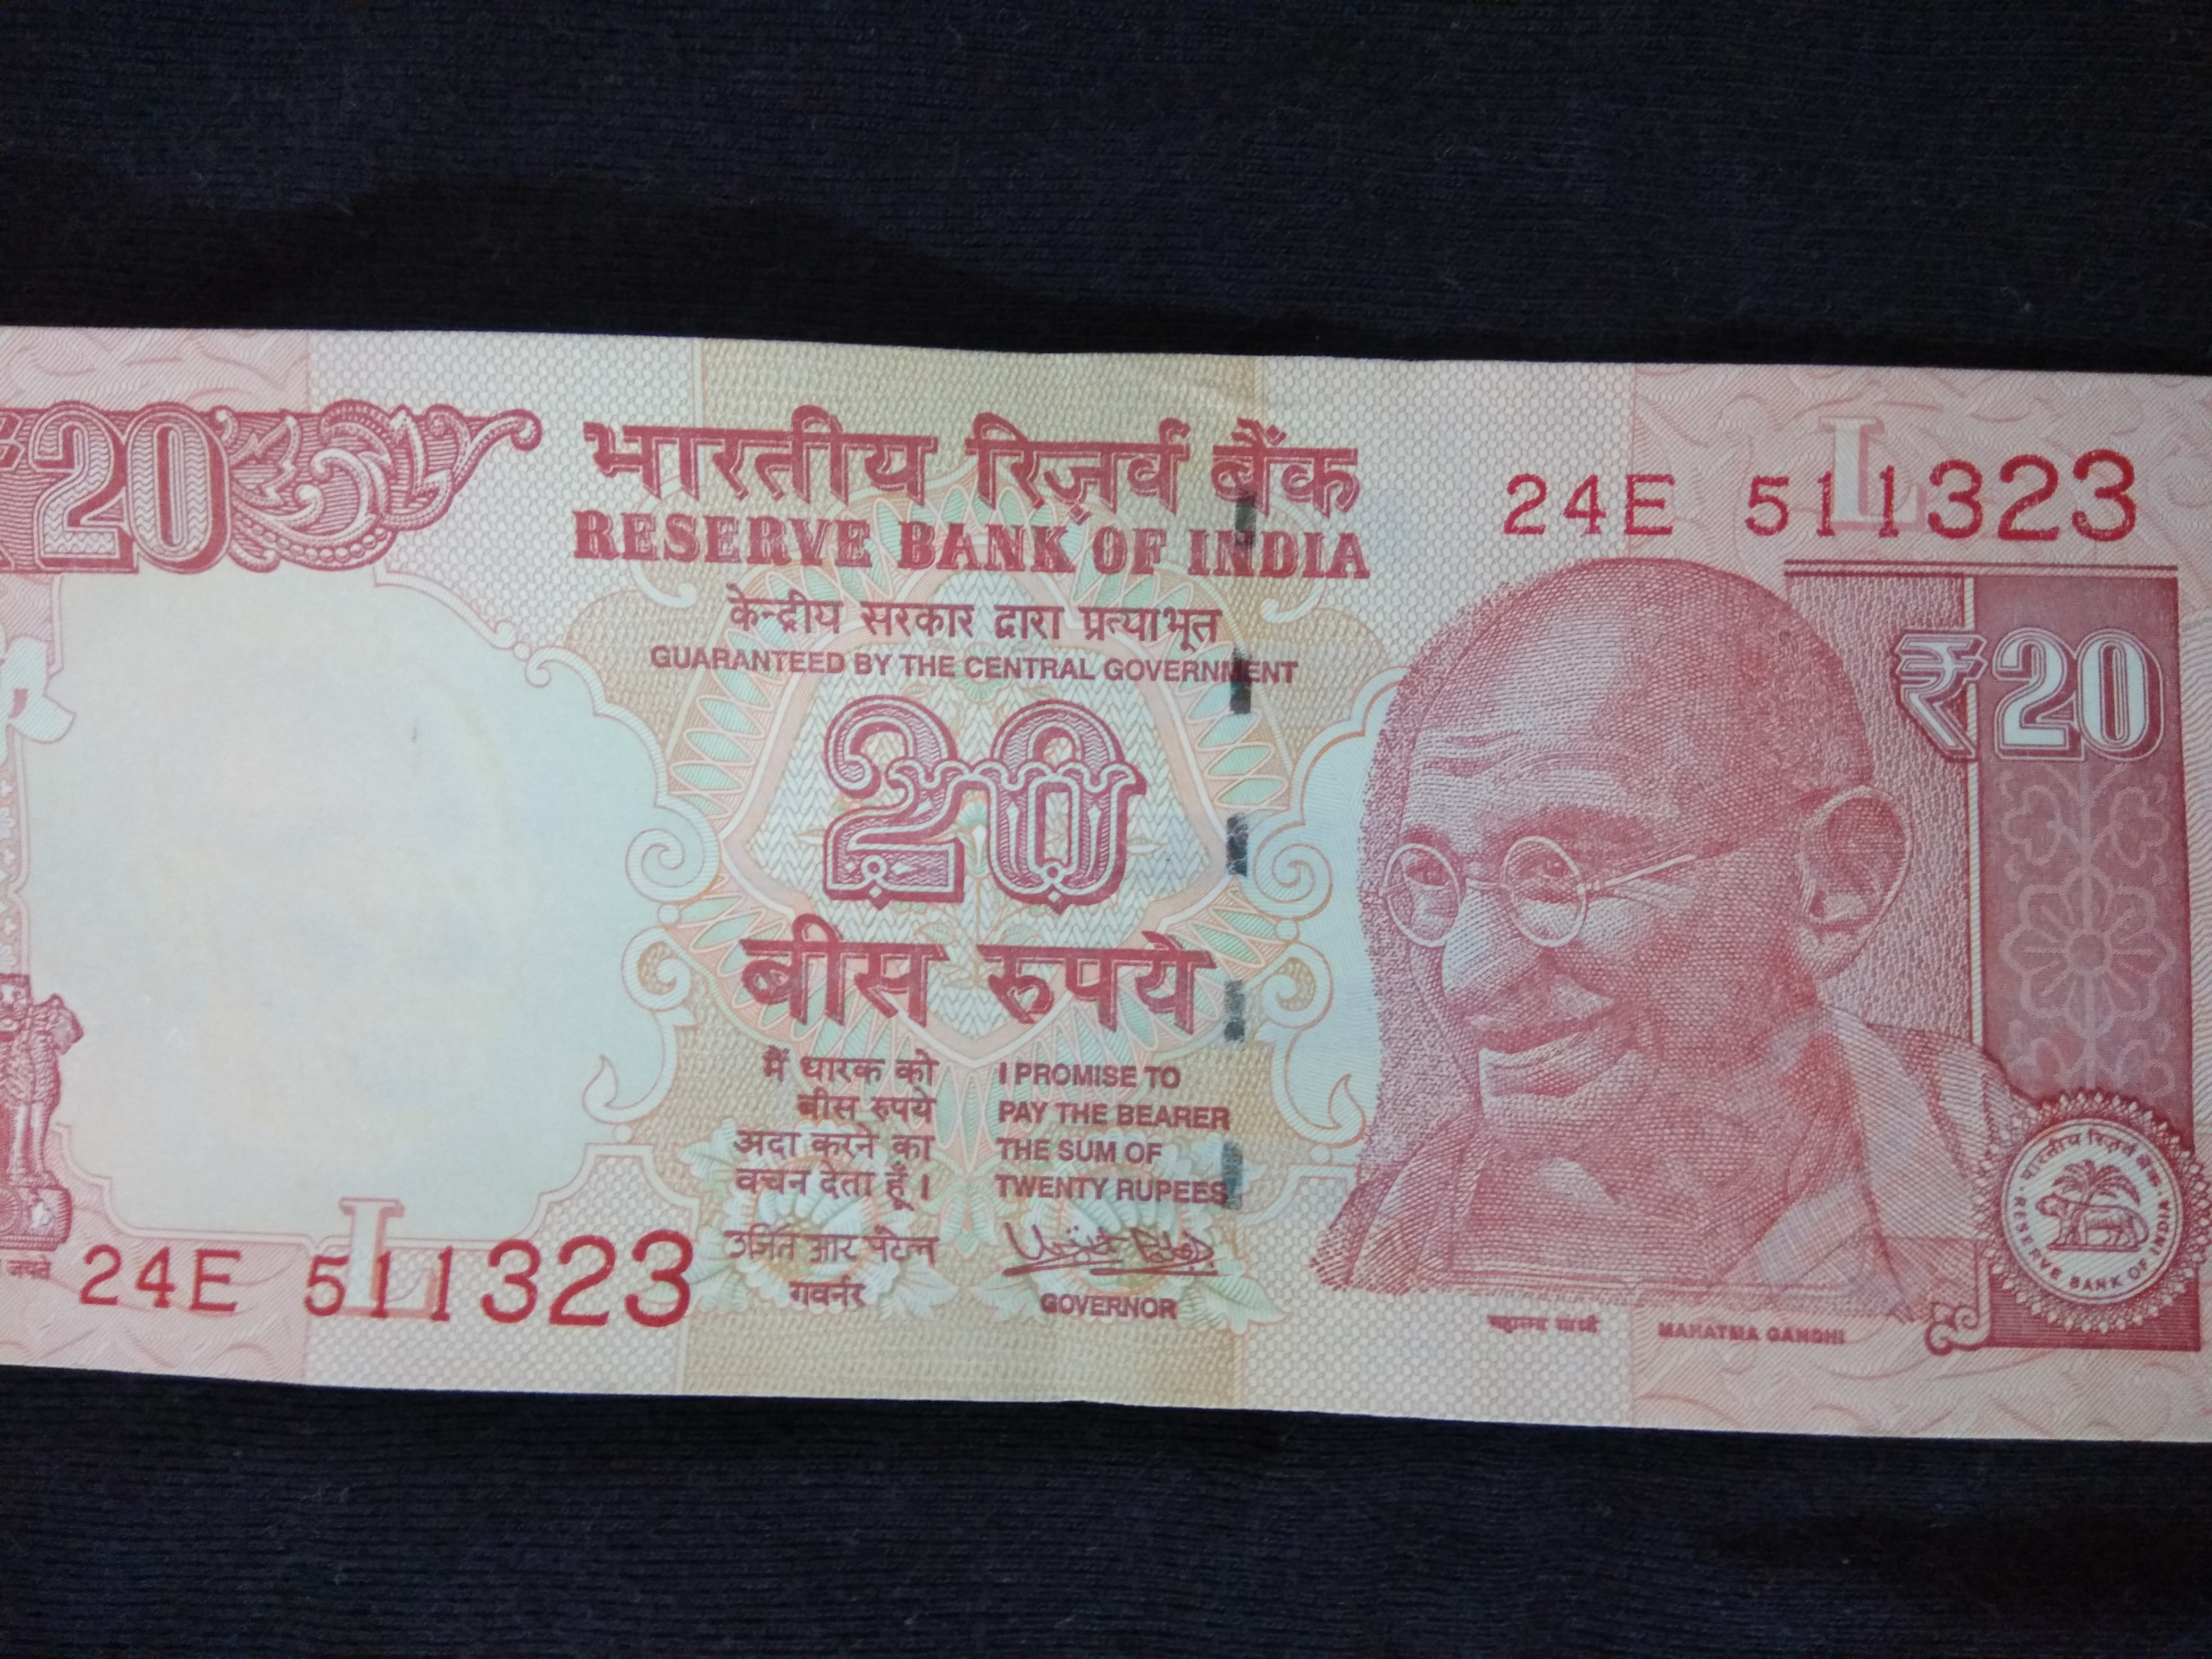 ₹20
भारतीय रिज़र्व बैंक
RESERVE BANK OF INDIA
24E 511323
L
केन्द्रीय सरकार द्वारा प्रत्याभूत
GUARANTEED BY THE CENTRAL GOVERNMENT
₹20
20
बीस रुपये
मैं धारक को
बीस रुपये
अदा करने का
वचन देता हूँ।
I PROMISE TO
PAY THE BEARER
THE SUM OF
TWENTY RUPEES
उर्जित आर पटेल
गवर्नर
Urjit Patel
GOVERNOR
24E 511323
L
महात्मा गांधी
MAHATMA GANDHI
भारतीय रिज़र्व बैंक
RESERVE BANK OF INDIA